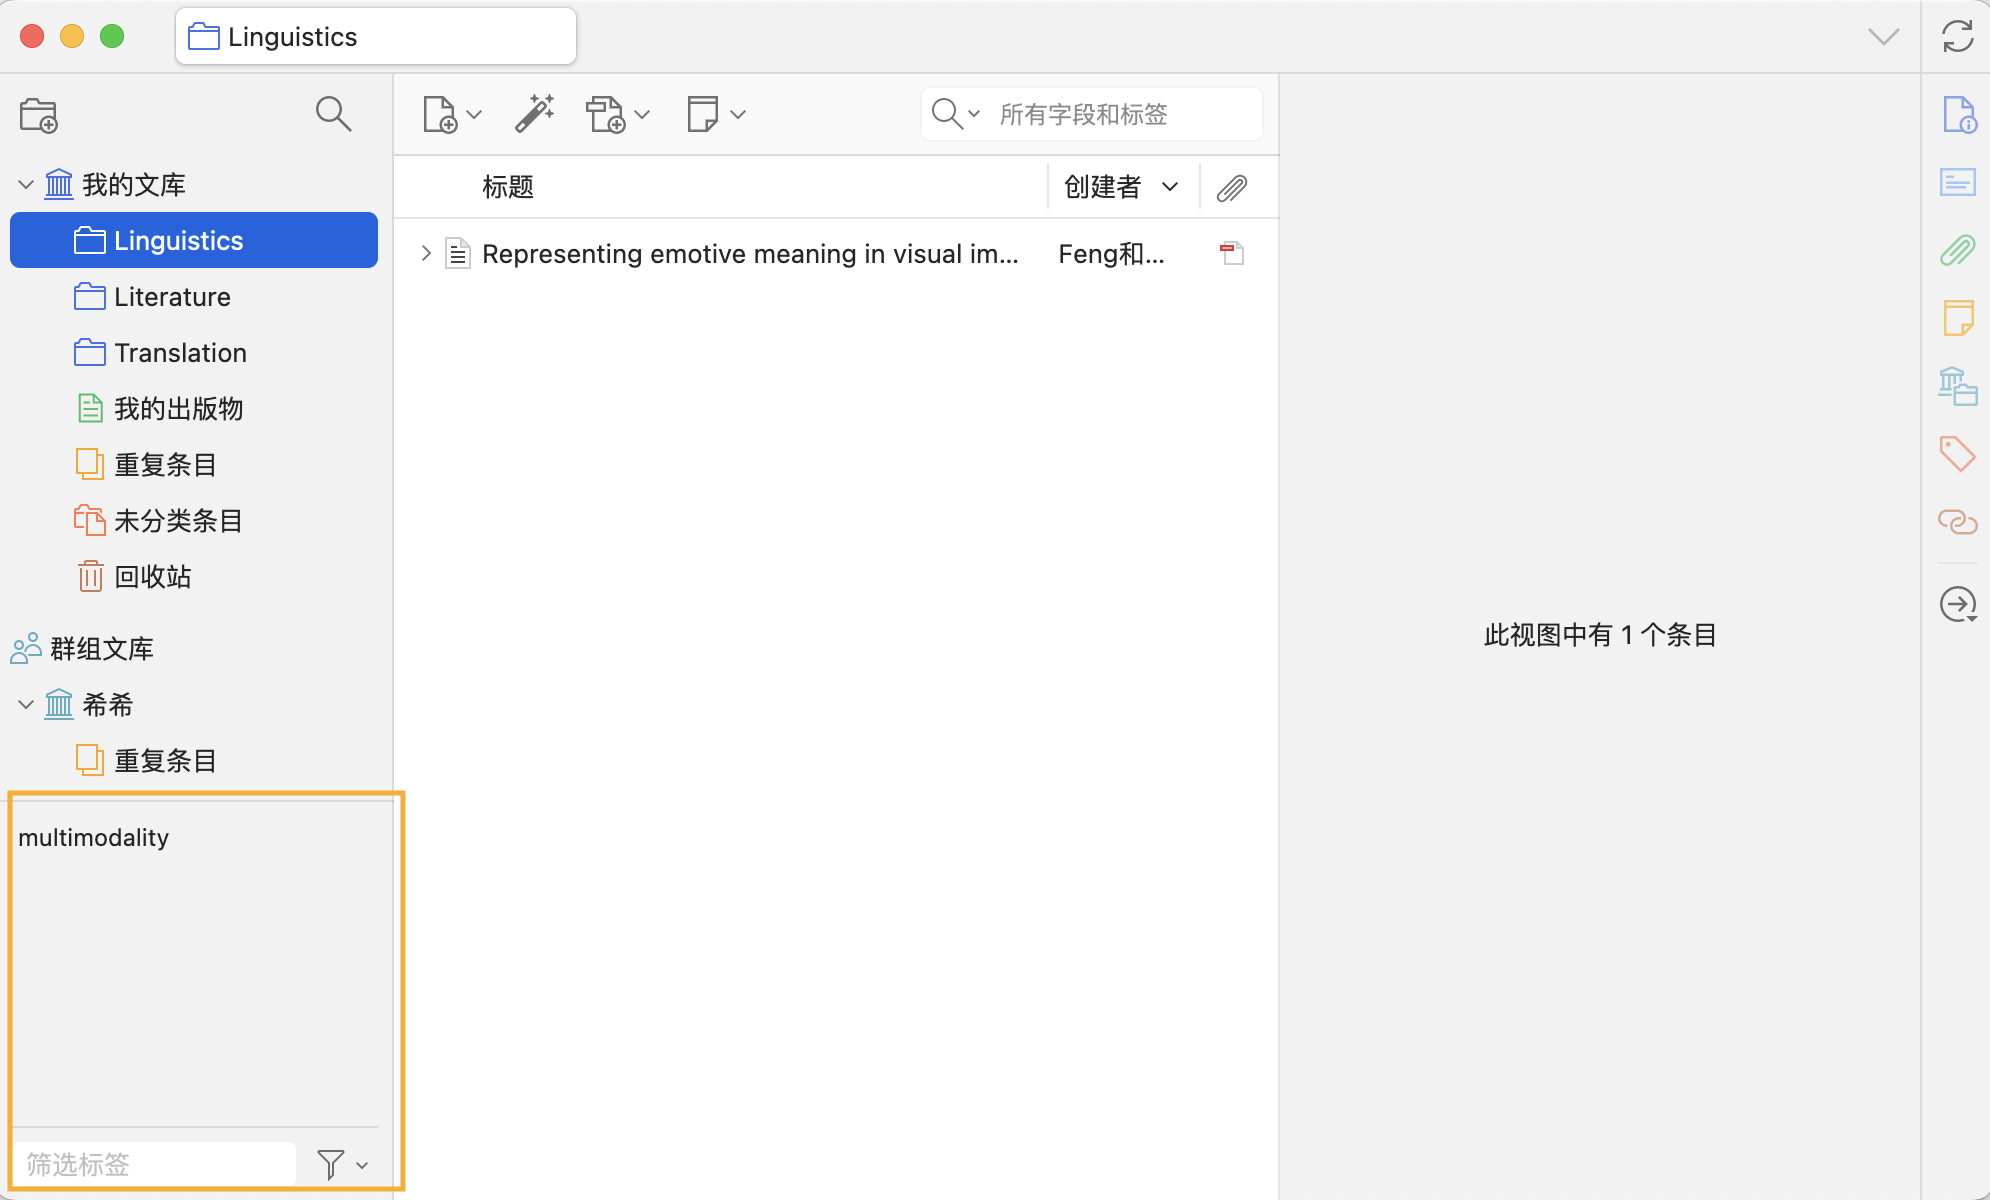 Linguistics
所有字段和标签
我的文库
Linguistics
Literature
Translation
我的出版物
重复条目
未分类条目
回收站
群组文库
希希
重复条目
multimodality
筛选标签
标题
创建者
Representing emotive meaning in visual im...
Feng和...
此视图中有 1 个条目